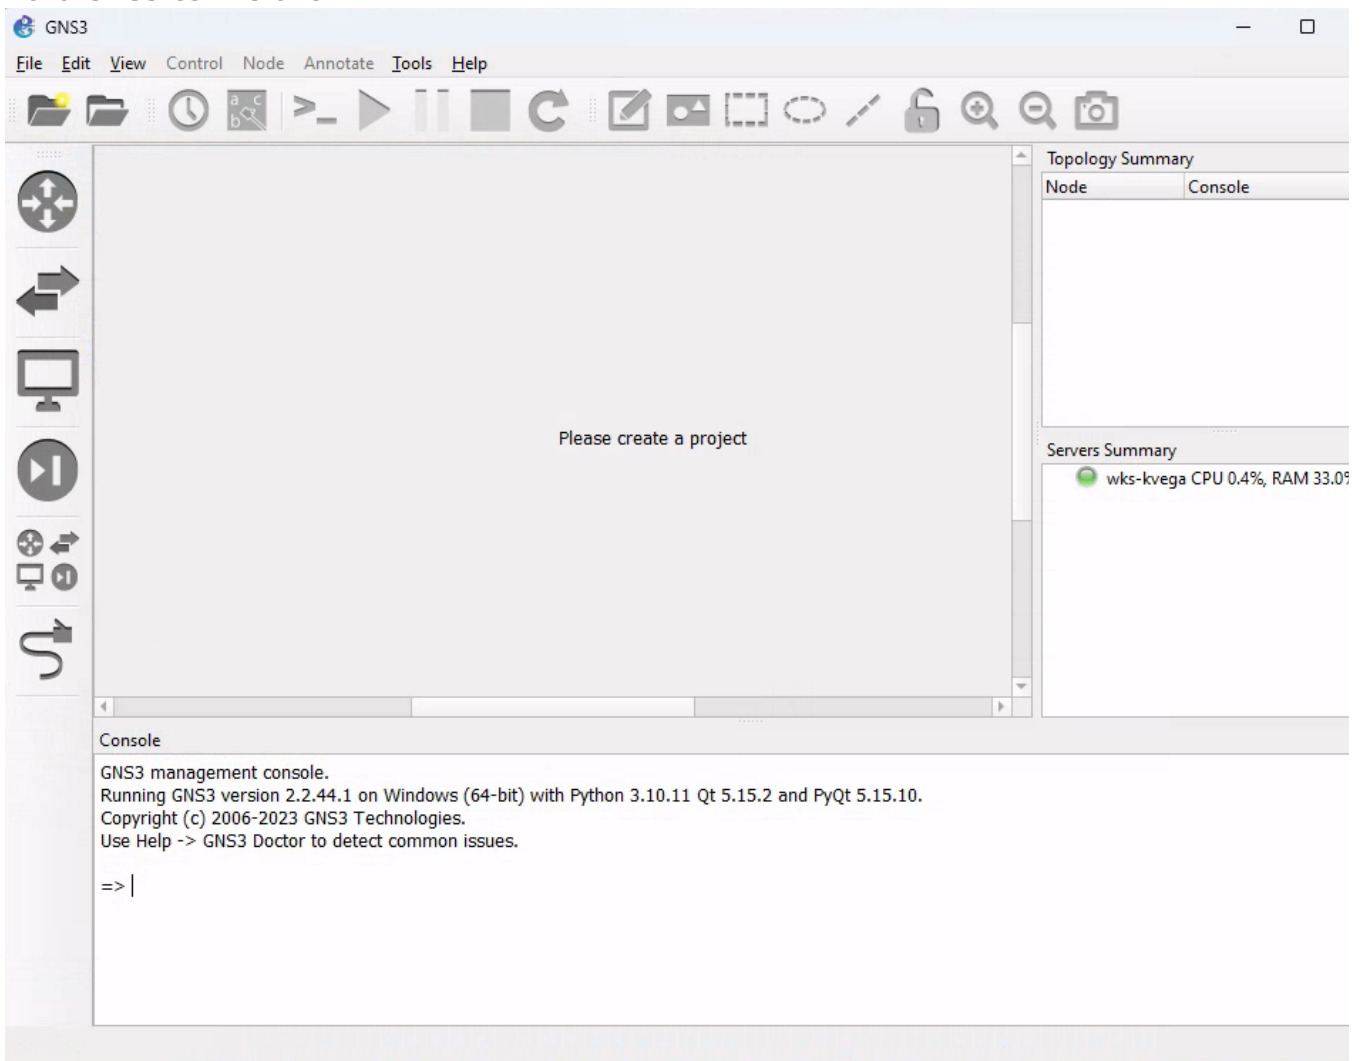 GNS3
File Edit View Control Node Annotate Tools Help
Topology Summary
Node Console
Please create a project
Servers Summary
wks-kvega CPU 0.4%, RAM 33.0%
Console
GNS3 management console.
Running GNS3 version 2.2.44.1 on Windows (64-bit) with Python 3.10.11 Qt 5.15.2 and PyQt 5.15.10.
Copyright (c) 2006-2023 GNS3 Technologies.
Use Help -> GNS3 Doctor to detect common issues.
=>